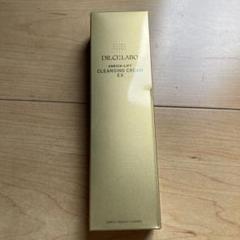 DR.CI:LABO
ENRICH-LIFT
CLEANSING CREAM
EX